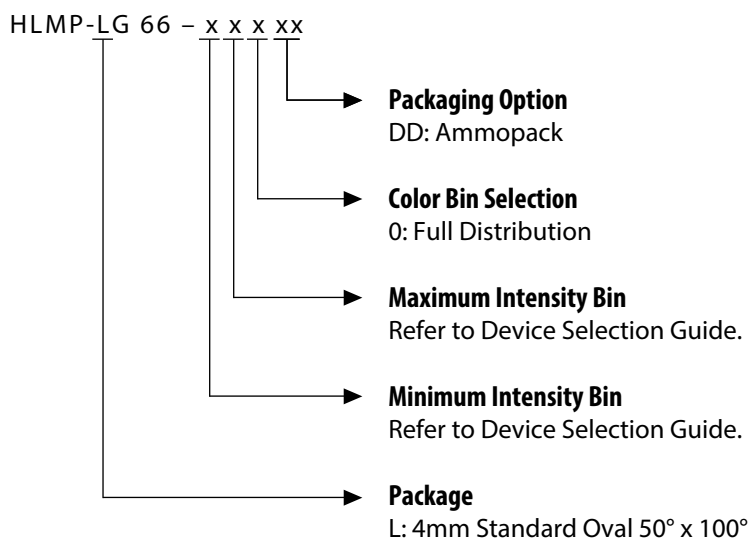 HLMP-LG 66 – x x x xx
Packaging Option
DD: Ammopack
Color Bin Selection
0: Full Distribution
Maximum Intensity Bin
Refer to Device Selection Guide.
Minimum Intensity Bin
Refer to Device Selection Guide.
Package
L: 4mm Standard Oval 50° x 100°